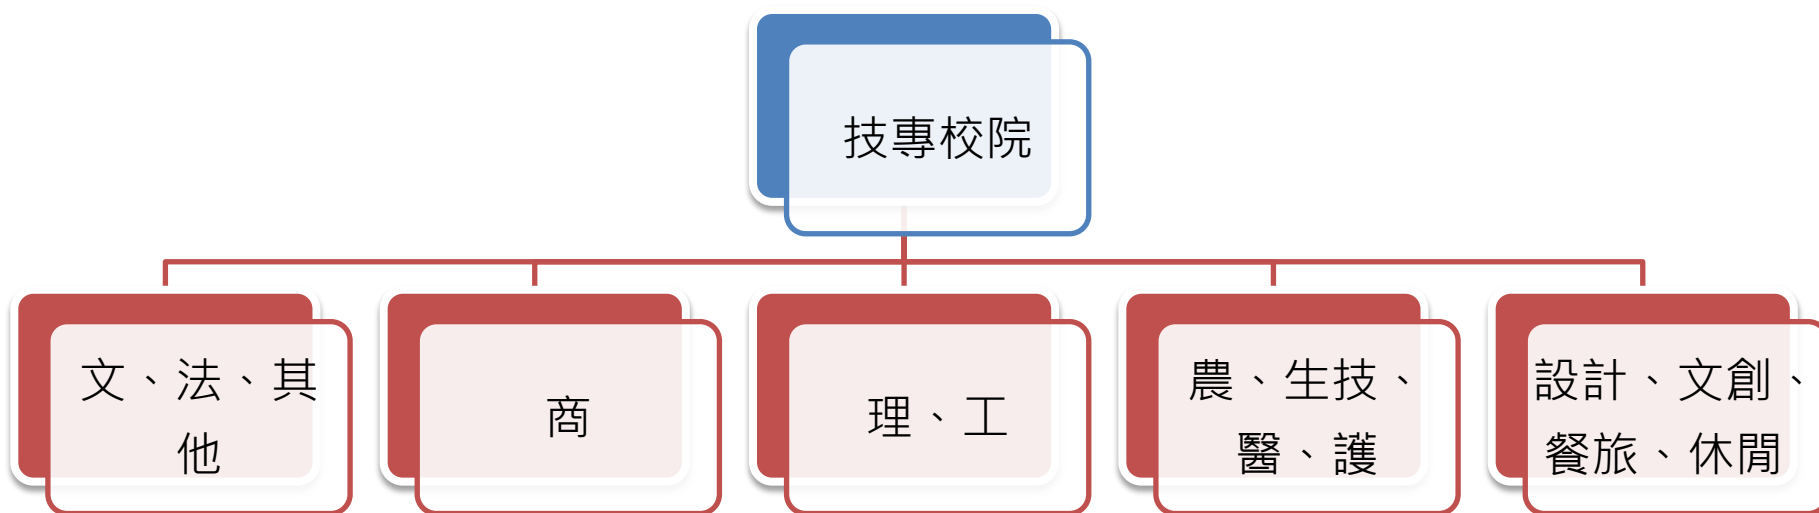 技專校院
文、法、其
他
商
理、工
農、生技、
醫、護
設計、文創、
餐旅、休閒